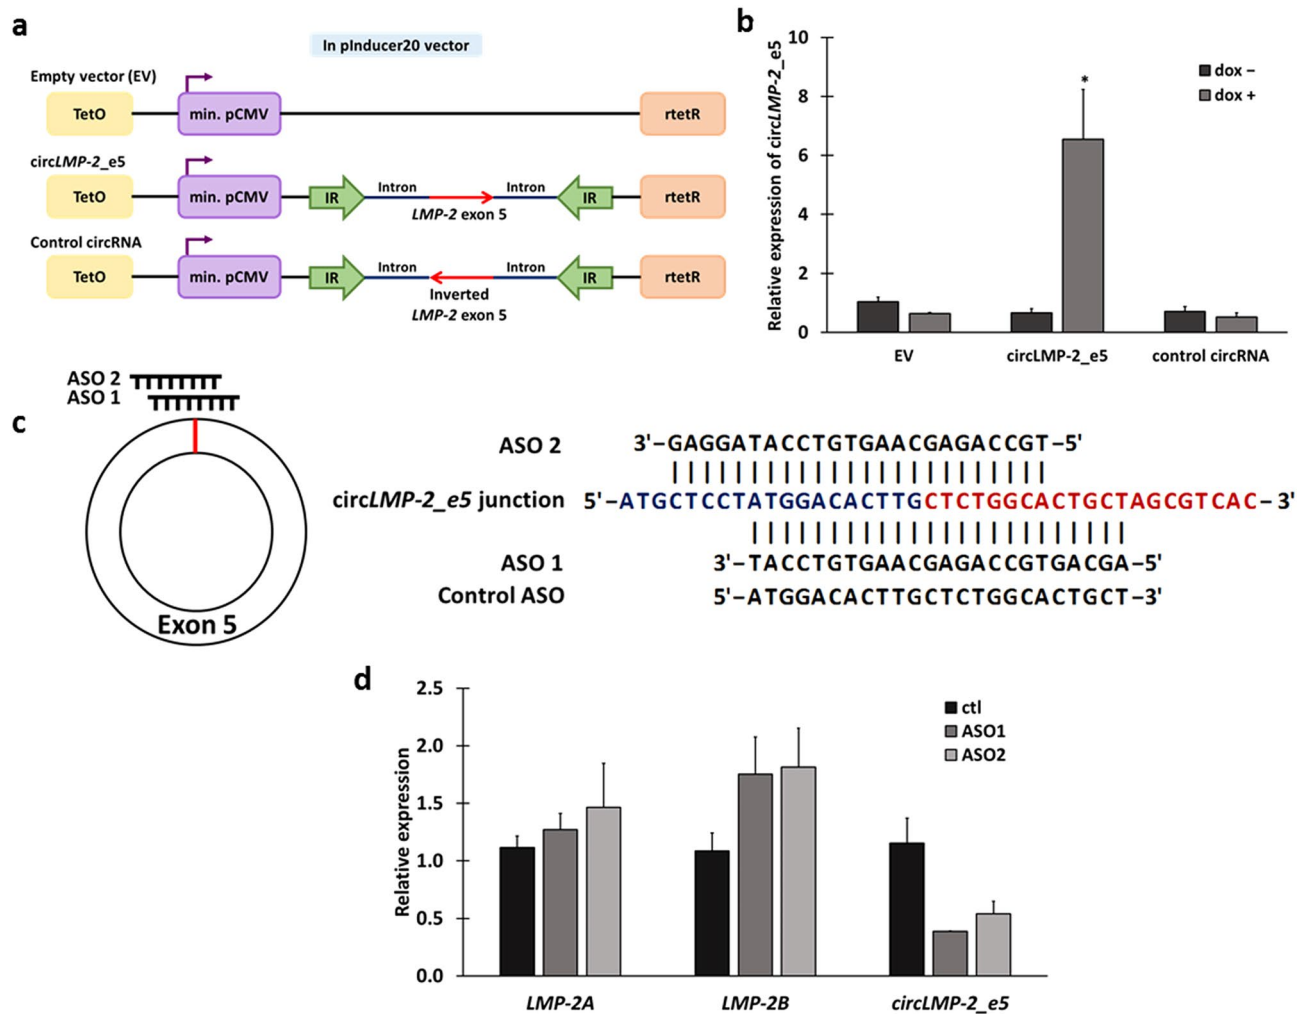 a
In pInducer20 vector
Empty vector (EV)
TetO
min. pCMV
rtetR
circLMP-2_e5
TetO
min. pCMV
IR
Intron
Intron
IR
rtetR
LMP-2 exon 5
Control circRNA
TetO
min. pCMV
IR
Intron
Intron
IR
rtetR
Inverted
LMP-2 exon 5
b
Relative expression of circLMP-2_e5
10
8
6
4
2
0
*
dox –
dox +
EV
circLMP-2_e5
control circRNA
c
ASO 2
ASO 1
Exon 5
ASO 2 3'–GAGGATACCTGTGAACGAGACCGT–5'
circLMP-2_e5 junction 5'–ATGCTCCTATGGACACTTGCTCTGGCACTGCTAGCGTCAC–3'
ASO 1 3'–TACCTGTGAACGAGACCGTGACGA–5'
Control ASO 5'–ATGGACACTTGCTCTGGCACTGCT–3'
d
Relative expression
2.5
2.0
1.5
1.0
0.5
0.0
ctl
ASO1
ASO2
LMP-2A
LMP-2B
circLMP-2_e5